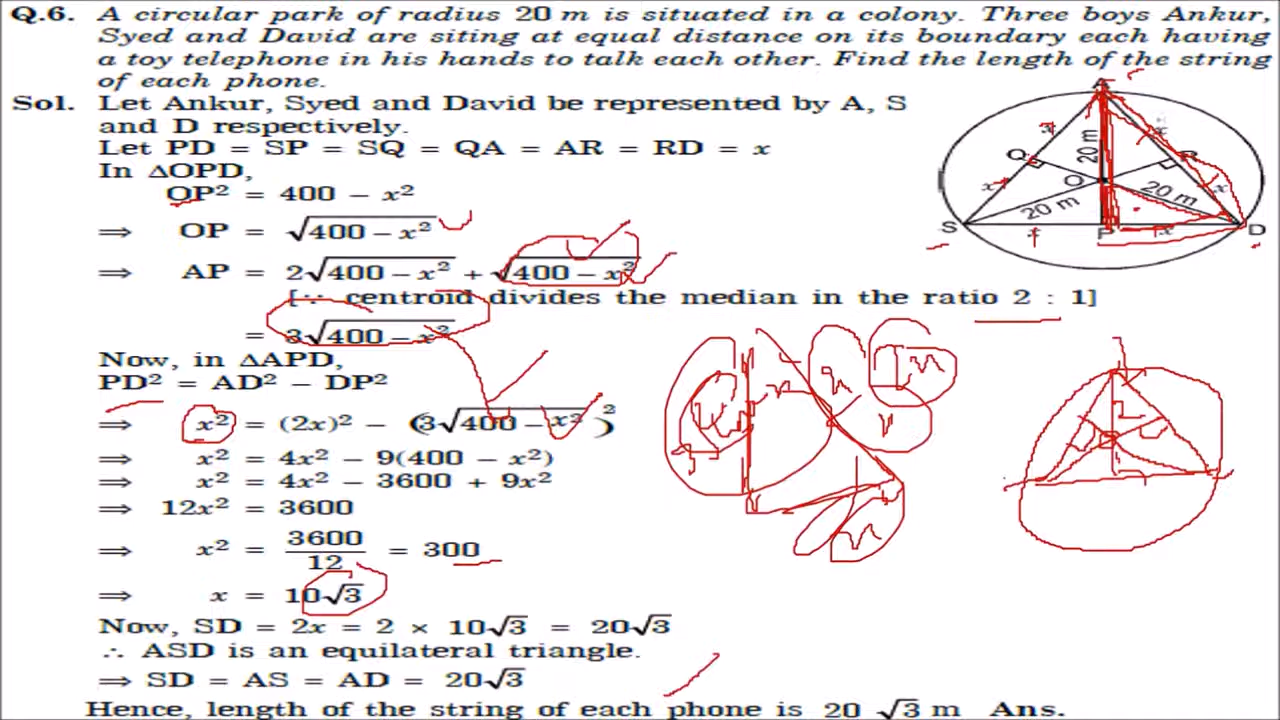 Q.6. A circular park of radius 20 m is situated in a colony. Three boys Ankur,
Syed and David are siting at equal distance on its boundary each having
a toy telephone in his hands to talk each other. Find the length of the string
of each phone.
Sol. Let Ankur, Syed and David be represented by A, S
and D respectively.
Let PD = SP = SQ = QA = AR = RD = x
In ΔOPD,
OP² = 400 – x²
⇒ OP = √400 – x²
⇒ AP = 2√400 – x² + √400 – x²
[∵ centroid divides the median in the ratio 2 : 1]
= 3√400 – x²
Now, in ΔAPD,
PD² = AD² – DP²
⇒ x² = (2x)² – (3√400 – x²)²
⇒ x² = 4x² – 9(400 – x²)
⇒ x² = 4x² – 3600 + 9x²
⇒ 12x² = 3600
⇒ x² = 3600/12 = 300
⇒ x = 10√3
Now, SD = 2x = 2 × 10√3 = 20√3
∴ ASD is an equilateral triangle.
⇒ SD = AS = AD = 20√3
Hence, length of the string of each phone is 20 √3 m Ans.
A
x
x
Q
20 m
R
x
O
x
20 m
20 m
S
P
x
D